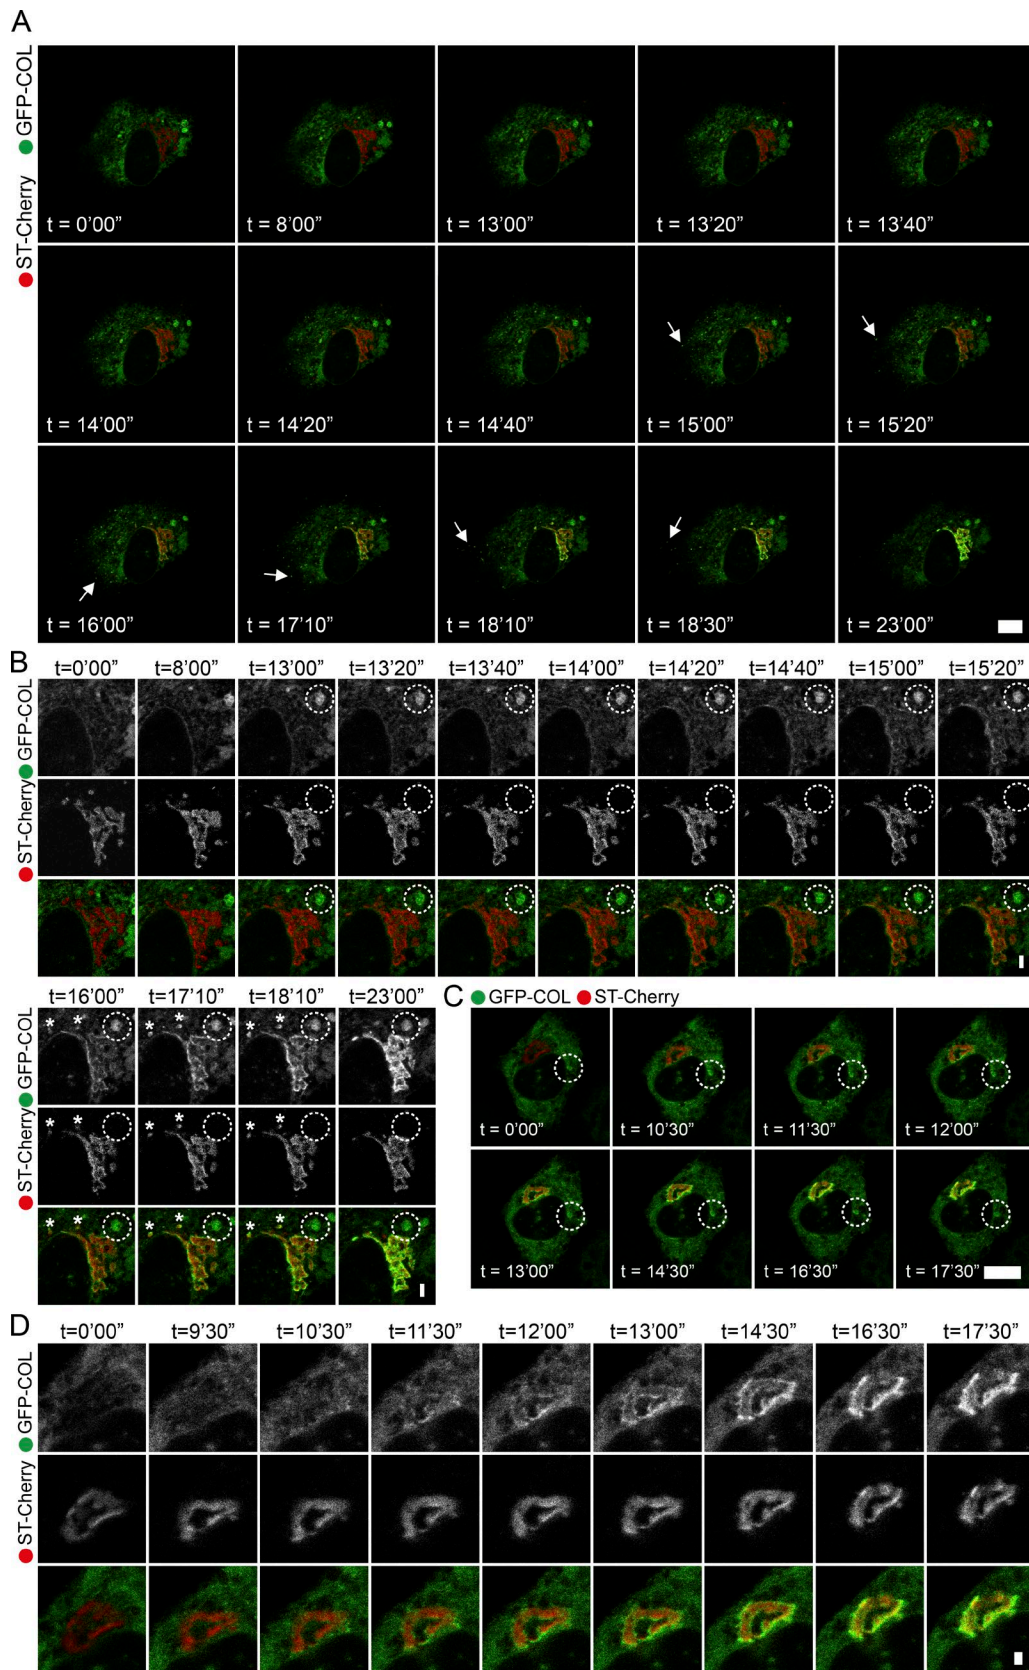 A
ST-Cherry GFP-COL
t = 0'00” t = 8'00” t = 13'00” t = 13'20” t = 13'40”
t = 14'00” t = 14'20” t = 14'40” t = 15'00” t = 15'20”
t = 16'00” t = 17'10” t = 18'10” t = 18'30” t = 23'00”
B
t=0'00” t=8'00” t=13'00” t=13'20” t=13'40” t=14'00” t=14'20” t=14'40” t=15'00” t=15'20”
ST-Cherry GFP-COL
t=16'00” t=17'10” t=18'10” t=23'00”
* * * * * *
* * * * * *
* * * * * *
ST-Cherry GFP-COL
C GFP-COL ST-Cherry
t = 0'00” t = 10'30” t = 11'30” t = 12'00”
t = 13'00” t = 14'30” t = 16'30” t = 17'30”
D
t=0'00” t=9'30” t=10'30” t=11'30” t=12'00” t=13'00” t=14'30” t=16'30” t=17'30”
ST-Cherry GFP-COL